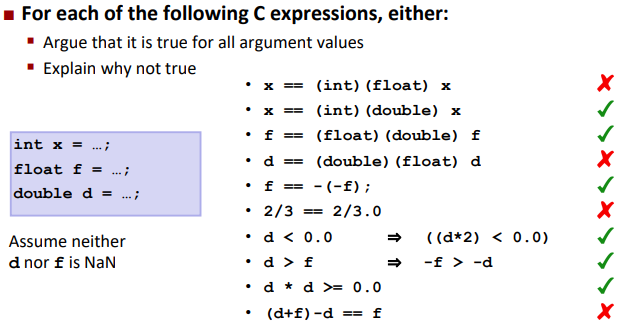 ■ For each of the following C expressions, either:
▪ Argue that it is true for all argument values
▪ Explain why not true
int x = …;
float f = …;
double d = …;
Assume neither
d nor f is NaN
• x == (int)(float) x ✗
• x == (int)(double) x ✓
• f == (float)(double) f ✓
• d == (double)(float) d ✗
• f == -(-f); ✓
• 2/3 == 2/3.0 ✗
• d < 0.0 ⇒ ((d*2) < 0.0) ✓
• d > f ⇒ -f > -d ✓
• d * d >= 0.0 ✓
• (d+f)-d == f ✗